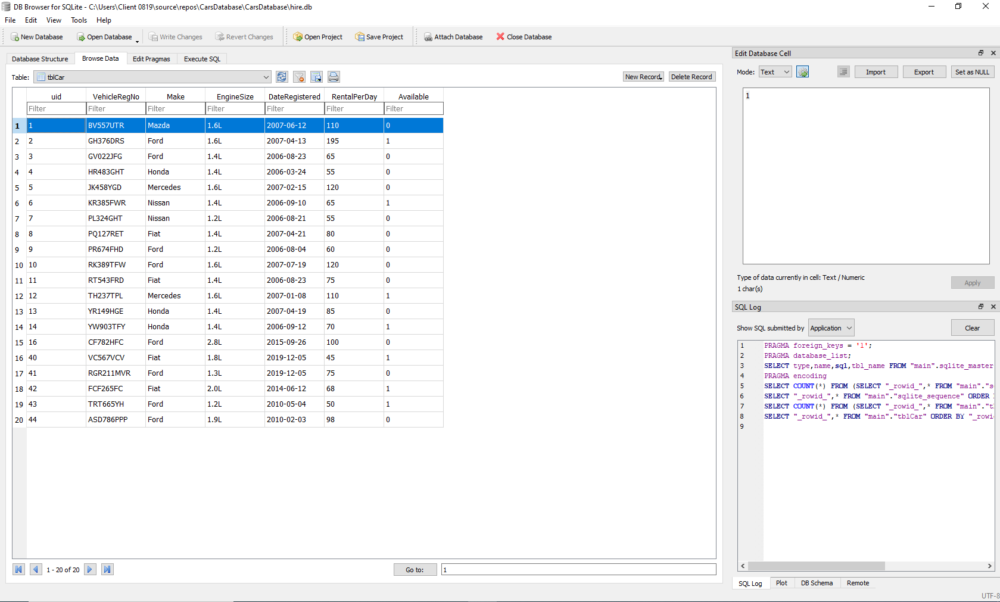 DB Browser for SQLite - C:\Users\Client 0819\source\repos\CarsDatabase\CarsDatabase\hire.db
File Edit View Tools Help
New Database Open Database Write Changes Revert Changes Open Project Save Project Attach Database Close Database
Database Structure Browse Data Edit Pragmas Execute SQL
Table: tblCar New Record Delete Record
uid VehicleRegNo Make EngineSize DateRegistered RentalPerDay Available
Filter Filter Filter Filter Filter Filter Filter
1 1 BV557UTR Mazda 1.6L 2007-06-12 110 0
2 2 GH376DRS Ford 1.6L 2007-04-13 195 1
3 3 GV022JFG Ford 1.4L 2006-08-23 65 0
4 4 HR483GHT Honda 1.4L 2006-03-24 55 0
5 5 JK458YGD Mercedes 1.6L 2007-02-15 120 0
6 6 KR385FWR Nissan 1.4L 2006-09-10 65 1
7 7 PL324GHT Nissan 1.2L 2006-08-21 55 0
8 8 PQ127RET Fiat 1.4L 2007-04-21 80 0
9 9 PR674FHD Ford 1.2L 2006-08-04 60 0
10 10 RK389TFW Ford 1.6L 2007-07-19 120 0
11 11 RT543FRD Fiat 1.4L 2006-08-23 75 0
12 12 TH237TPL Mercedes 1.6L 2007-01-08 110 1
13 13 YR149HGE Honda 1.4L 2007-04-19 85 0
14 14 YW903TFY Honda 1.4L 2006-09-12 70 1
15 16 CF782HFC Ford 2.8L 2015-09-26 100 0
16 40 VC567VCV Fiat 1.8L 2019-12-05 45 1
17 41 RGR211MVR Ford 1.3L 2019-12-05 75 0
18 42 FCF265FC Fiat 2.0L 2014-06-12 68 1
19 43 TRT665YH Ford 1.2L 2010-05-04 50 1
20 44 ASD786PPP Ford 1.9L 2010-02-03 98 0
1 - 20 of 20 Go to: 1
Edit Database Cell
Mode: Text Import Export Set as NULL
1
Type of data currently in cell: Text / Numeric
1 char(s)
Apply
SQL Log
Show SQL submitted by Application Clear
1 PRAGMA foreign_keys = '1';
2 PRAGMA database_list;
3 SELECT type,name,sql,tbl_name FROM "main".sqlite_master
4 PRAGMA encoding
5 SELECT COUNT(*) FROM (SELECT "_rowid_",* FROM "main"."s
6 SELECT "_rowid_",* FROM "main"."sqlite_sequence" ORDER
7 SELECT COUNT(*) FROM (SELECT "_rowid_",* FROM "main"."t
8 SELECT "_rowid_",* FROM "main"."tblCar" ORDER BY "_rowi
9
SQL Log Plot DB Schema Remote
UTF-8